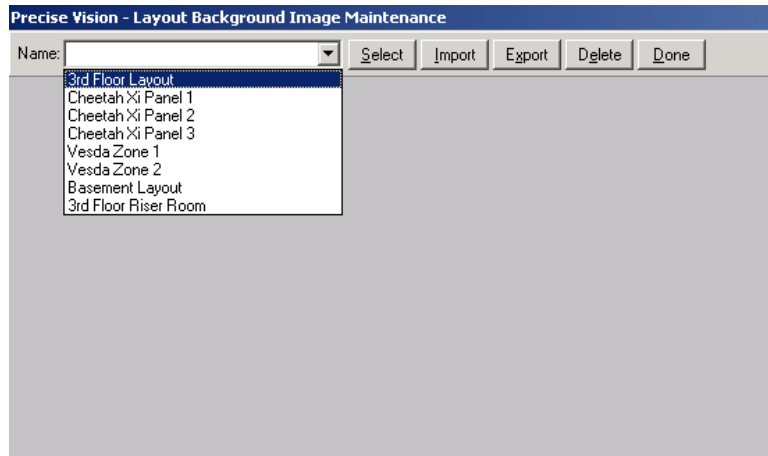 Precise Vision - Layout Background Image Maintenance
Name: Select Import Export Delete Done
3rd Floor Layout
Cheetah Xi Panel 1
Cheetah Xi Panel 2
Cheetah Xi Panel 3
Vesda Zone 1
Vesda Zone 2
Basement Layout
3rd Floor Riser Room